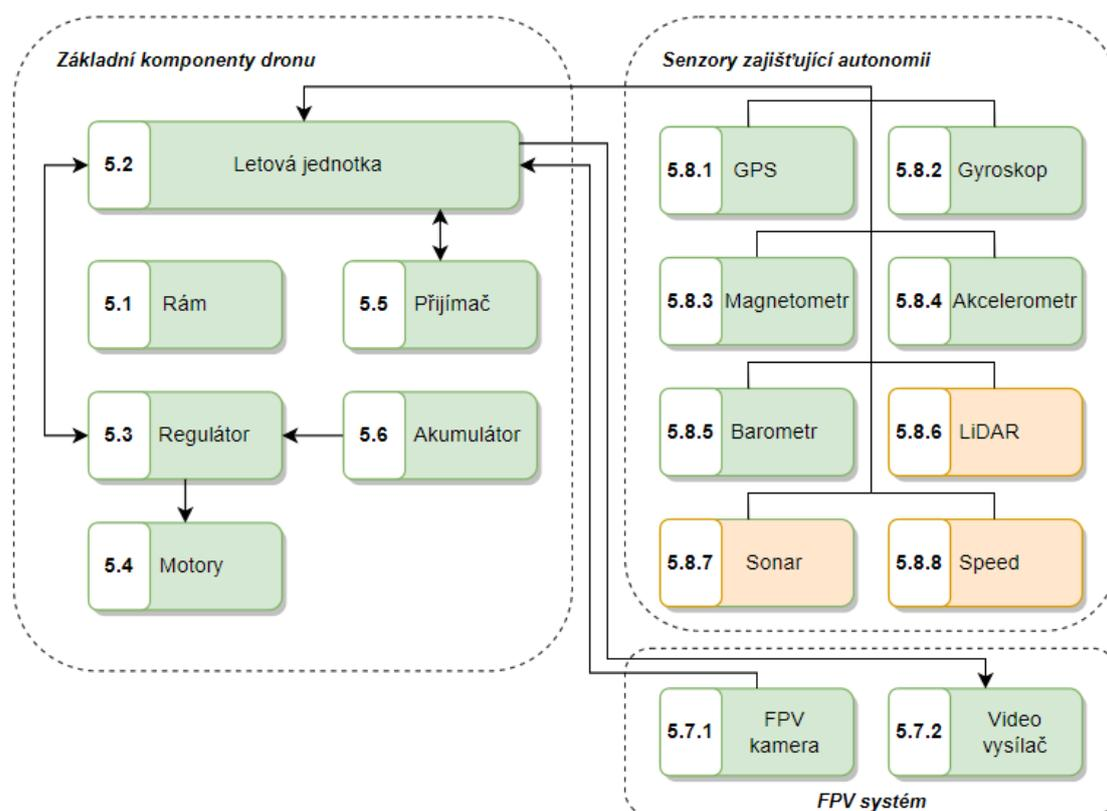 Základní komponenty dronu
5.2 Letová jednotka
5.1 Rám
5.5 Přijímač
5.3 Regulátor
5.6 Akumulátor
5.4 Motory
Senzory zajišťující autonomii
5.8.1 GPS
5.8.2 Gyroskop
5.8.3 Magnetometr
5.8.4 Akcelerometr
5.8.5 Barometr
5.8.6 LiDAR
5.8.7 Sonar
5.8.8 Speed
5.7.1 FPV
kamera
5.7.2 Video
vysílač
FPV systém